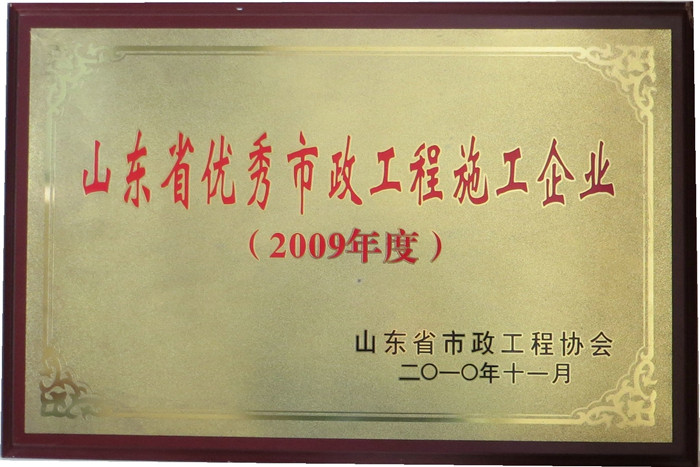 山东省优秀市政工程施工企业
（2009年度）
山东省市政工程协会
二〇一〇年十一月